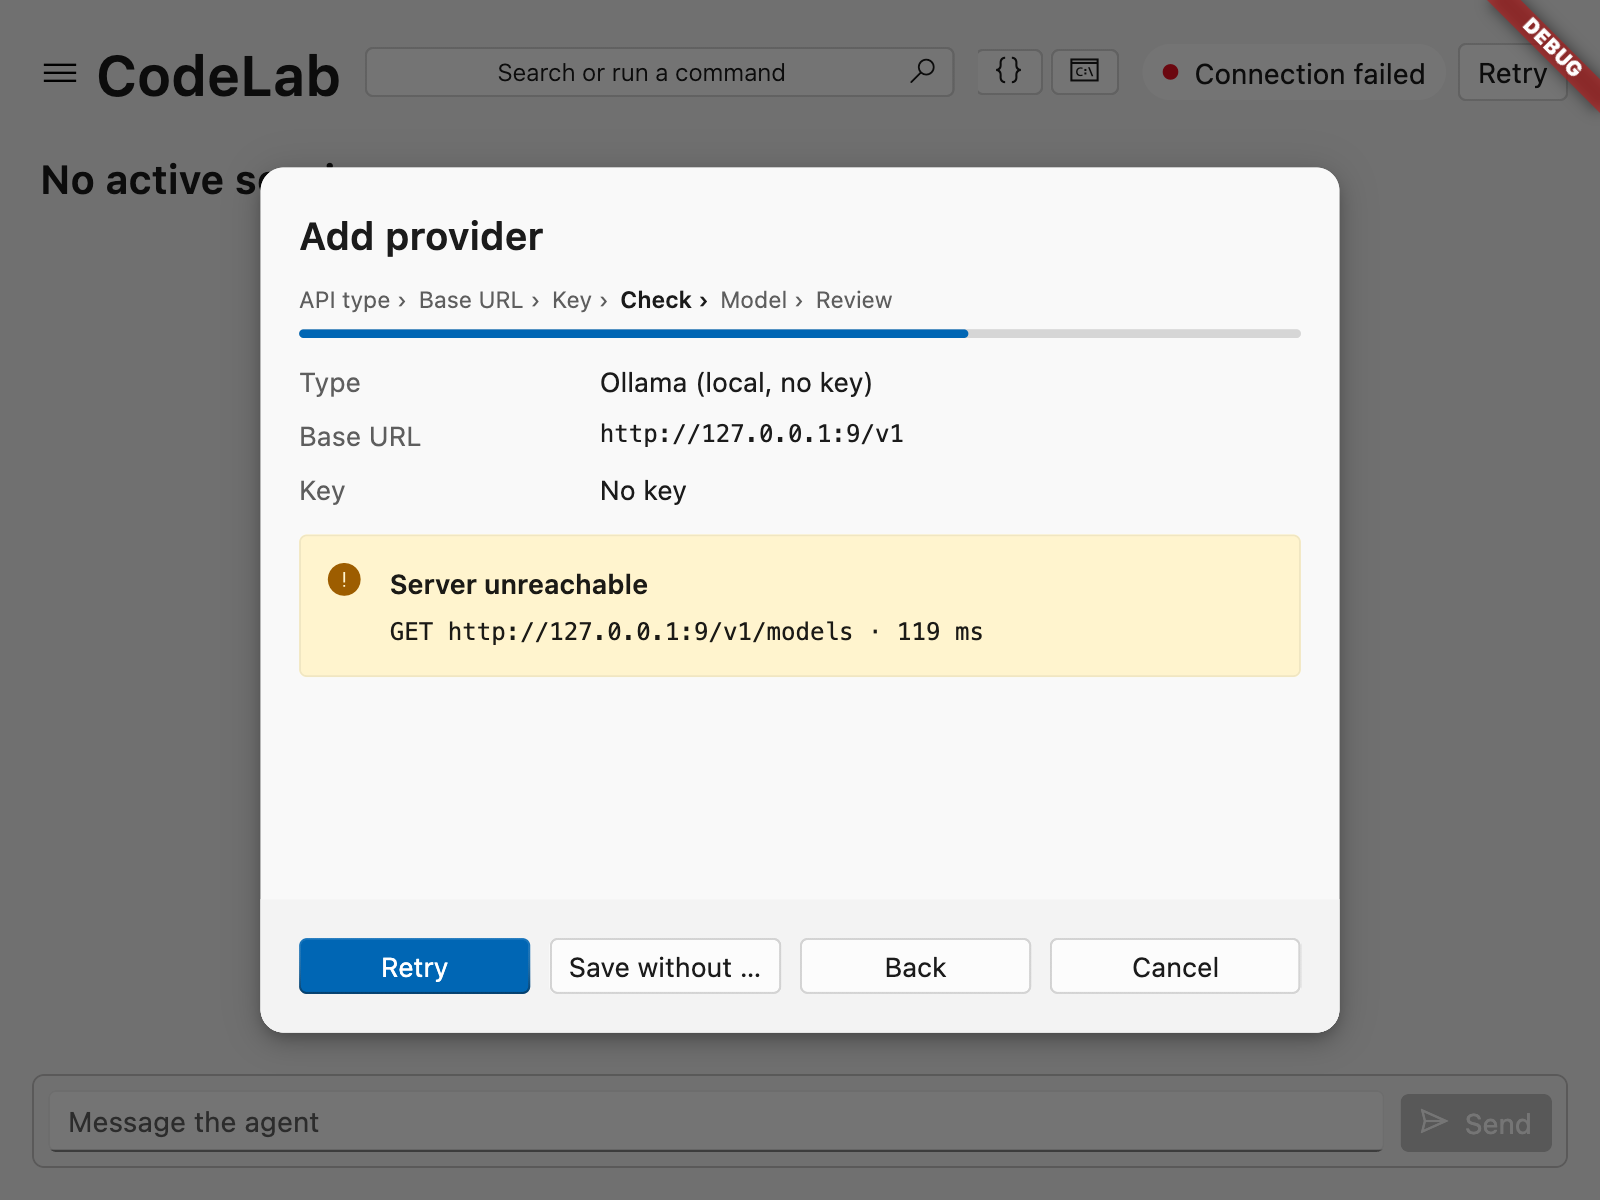 CodeLab
Search or run a command
{}
C:\
Connection failed
Retry
DEBUG
No active s
Add provider
API type › Base URL › Key › Check › Model › Review
Type Ollama (local, no key)
Base URL http://127.0.0.1:9/v1
Key No key
! Server unreachable
GET http://127.0.0.1:9/v1/models · 119 ms
Retry
Save without ...
Back
Cancel
Message the agent
Send